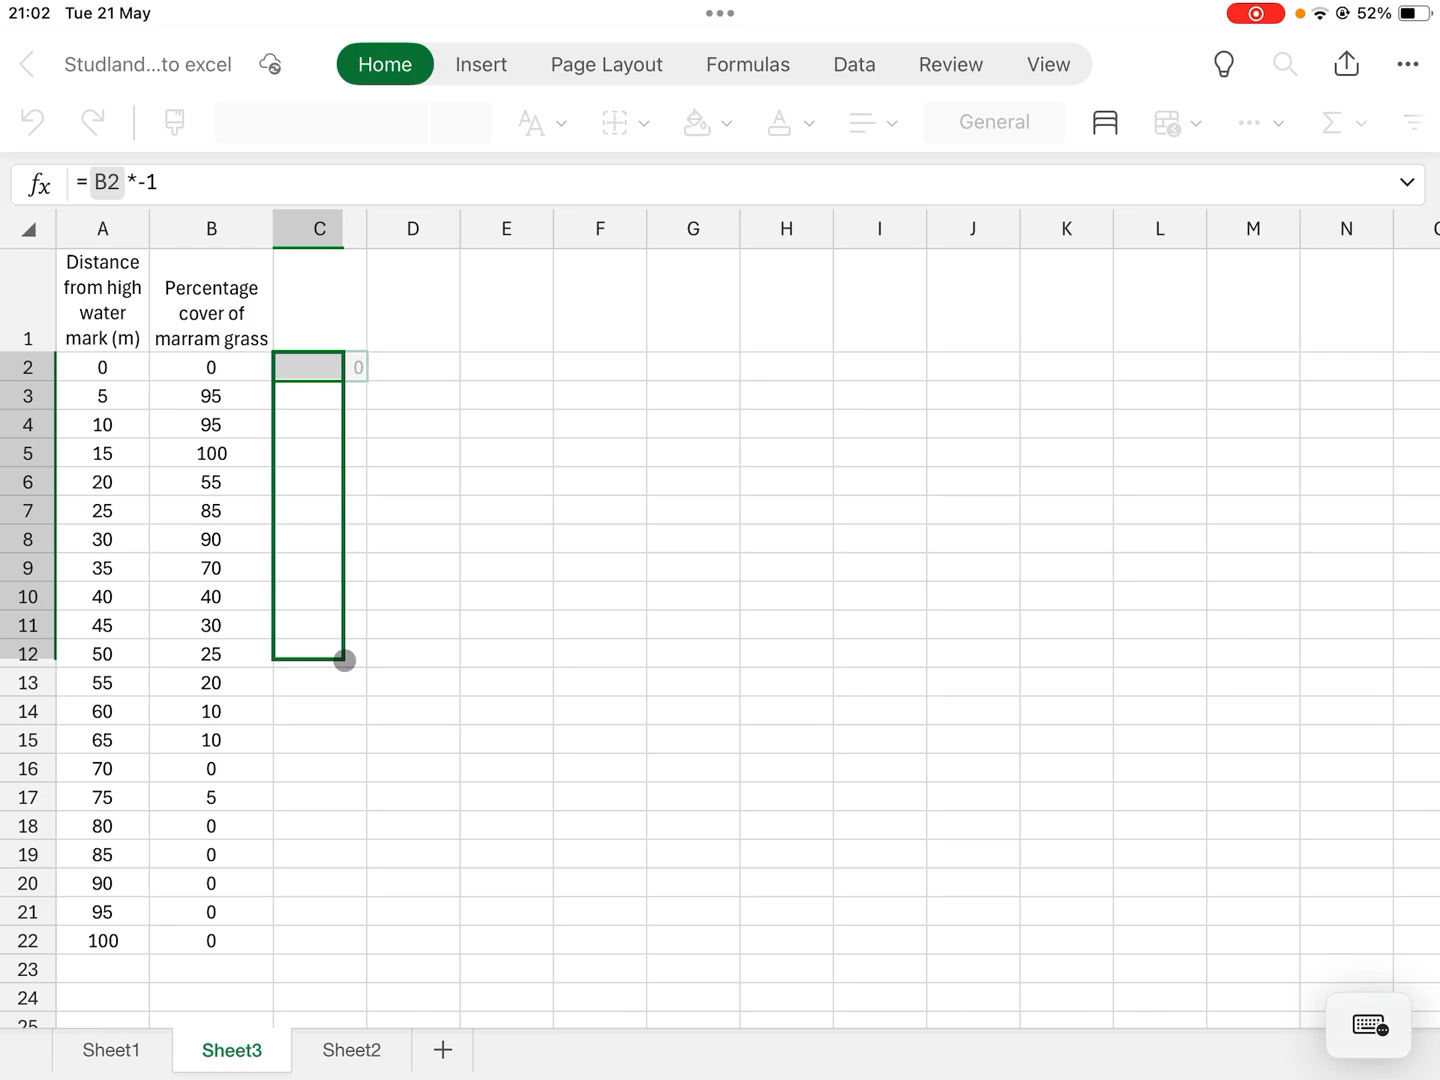 21:02 Tue 21 May
52%
Studland...to excel
Home Insert Page Layout Formulas Data Review View
General
fx = B2 *-1
A B C D E F G H I J K L M N
1 Distance from high water mark (m) Percentage cover of marram grass
2 0 0 0
3 5 95
4 10 95
5 15 100
6 20 55
7 25 85
8 30 90
9 35 70
10 40 40
11 45 30
12 50 25
13 55 20
14 60 10
15 65 10
16 70 0
17 75 5
18 80 0
19 85 0
20 90 0
21 95 0
22 100 0
23
24
25
Sheet1 Sheet3 Sheet2 +